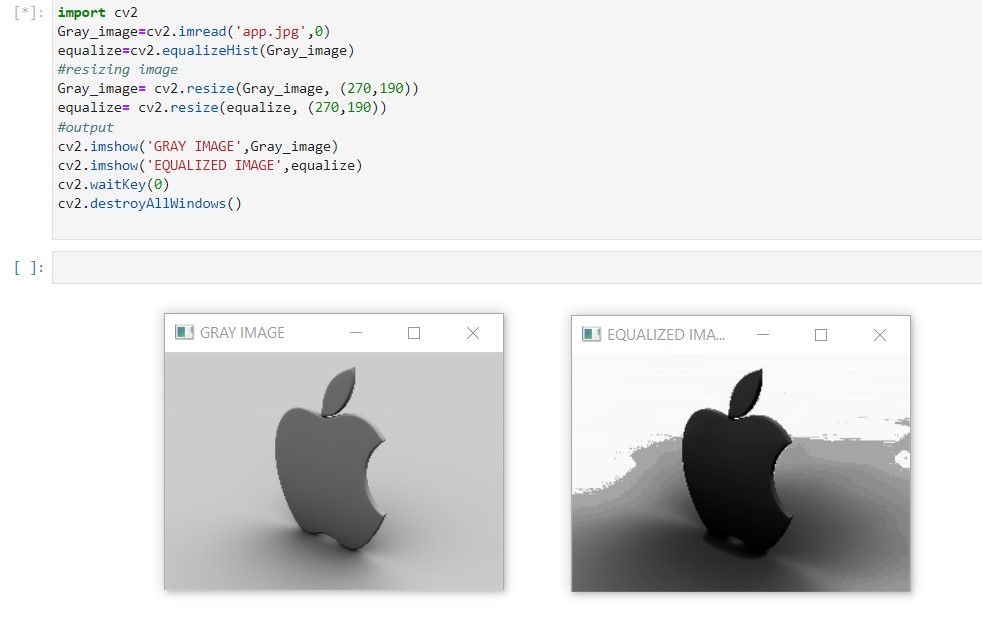 [*]: import cv2
Gray_image=cv2.imread('app.jpg',0)
equalize=cv2.equalizeHist(Gray_image)
#resizing image
Gray_image= cv2.resize(Gray_image, (270,190))
equalize= cv2.resize(equalize, (270,190))
#output
cv2.imshow('GRAY IMAGE',Gray_image)
cv2.imshow('EQUALIZED IMAGE',equalize)
cv2.waitKey(0)
cv2.destroyAllWindows()
[ ]:
GRAY IMAGE
EQUALIZED IMA...